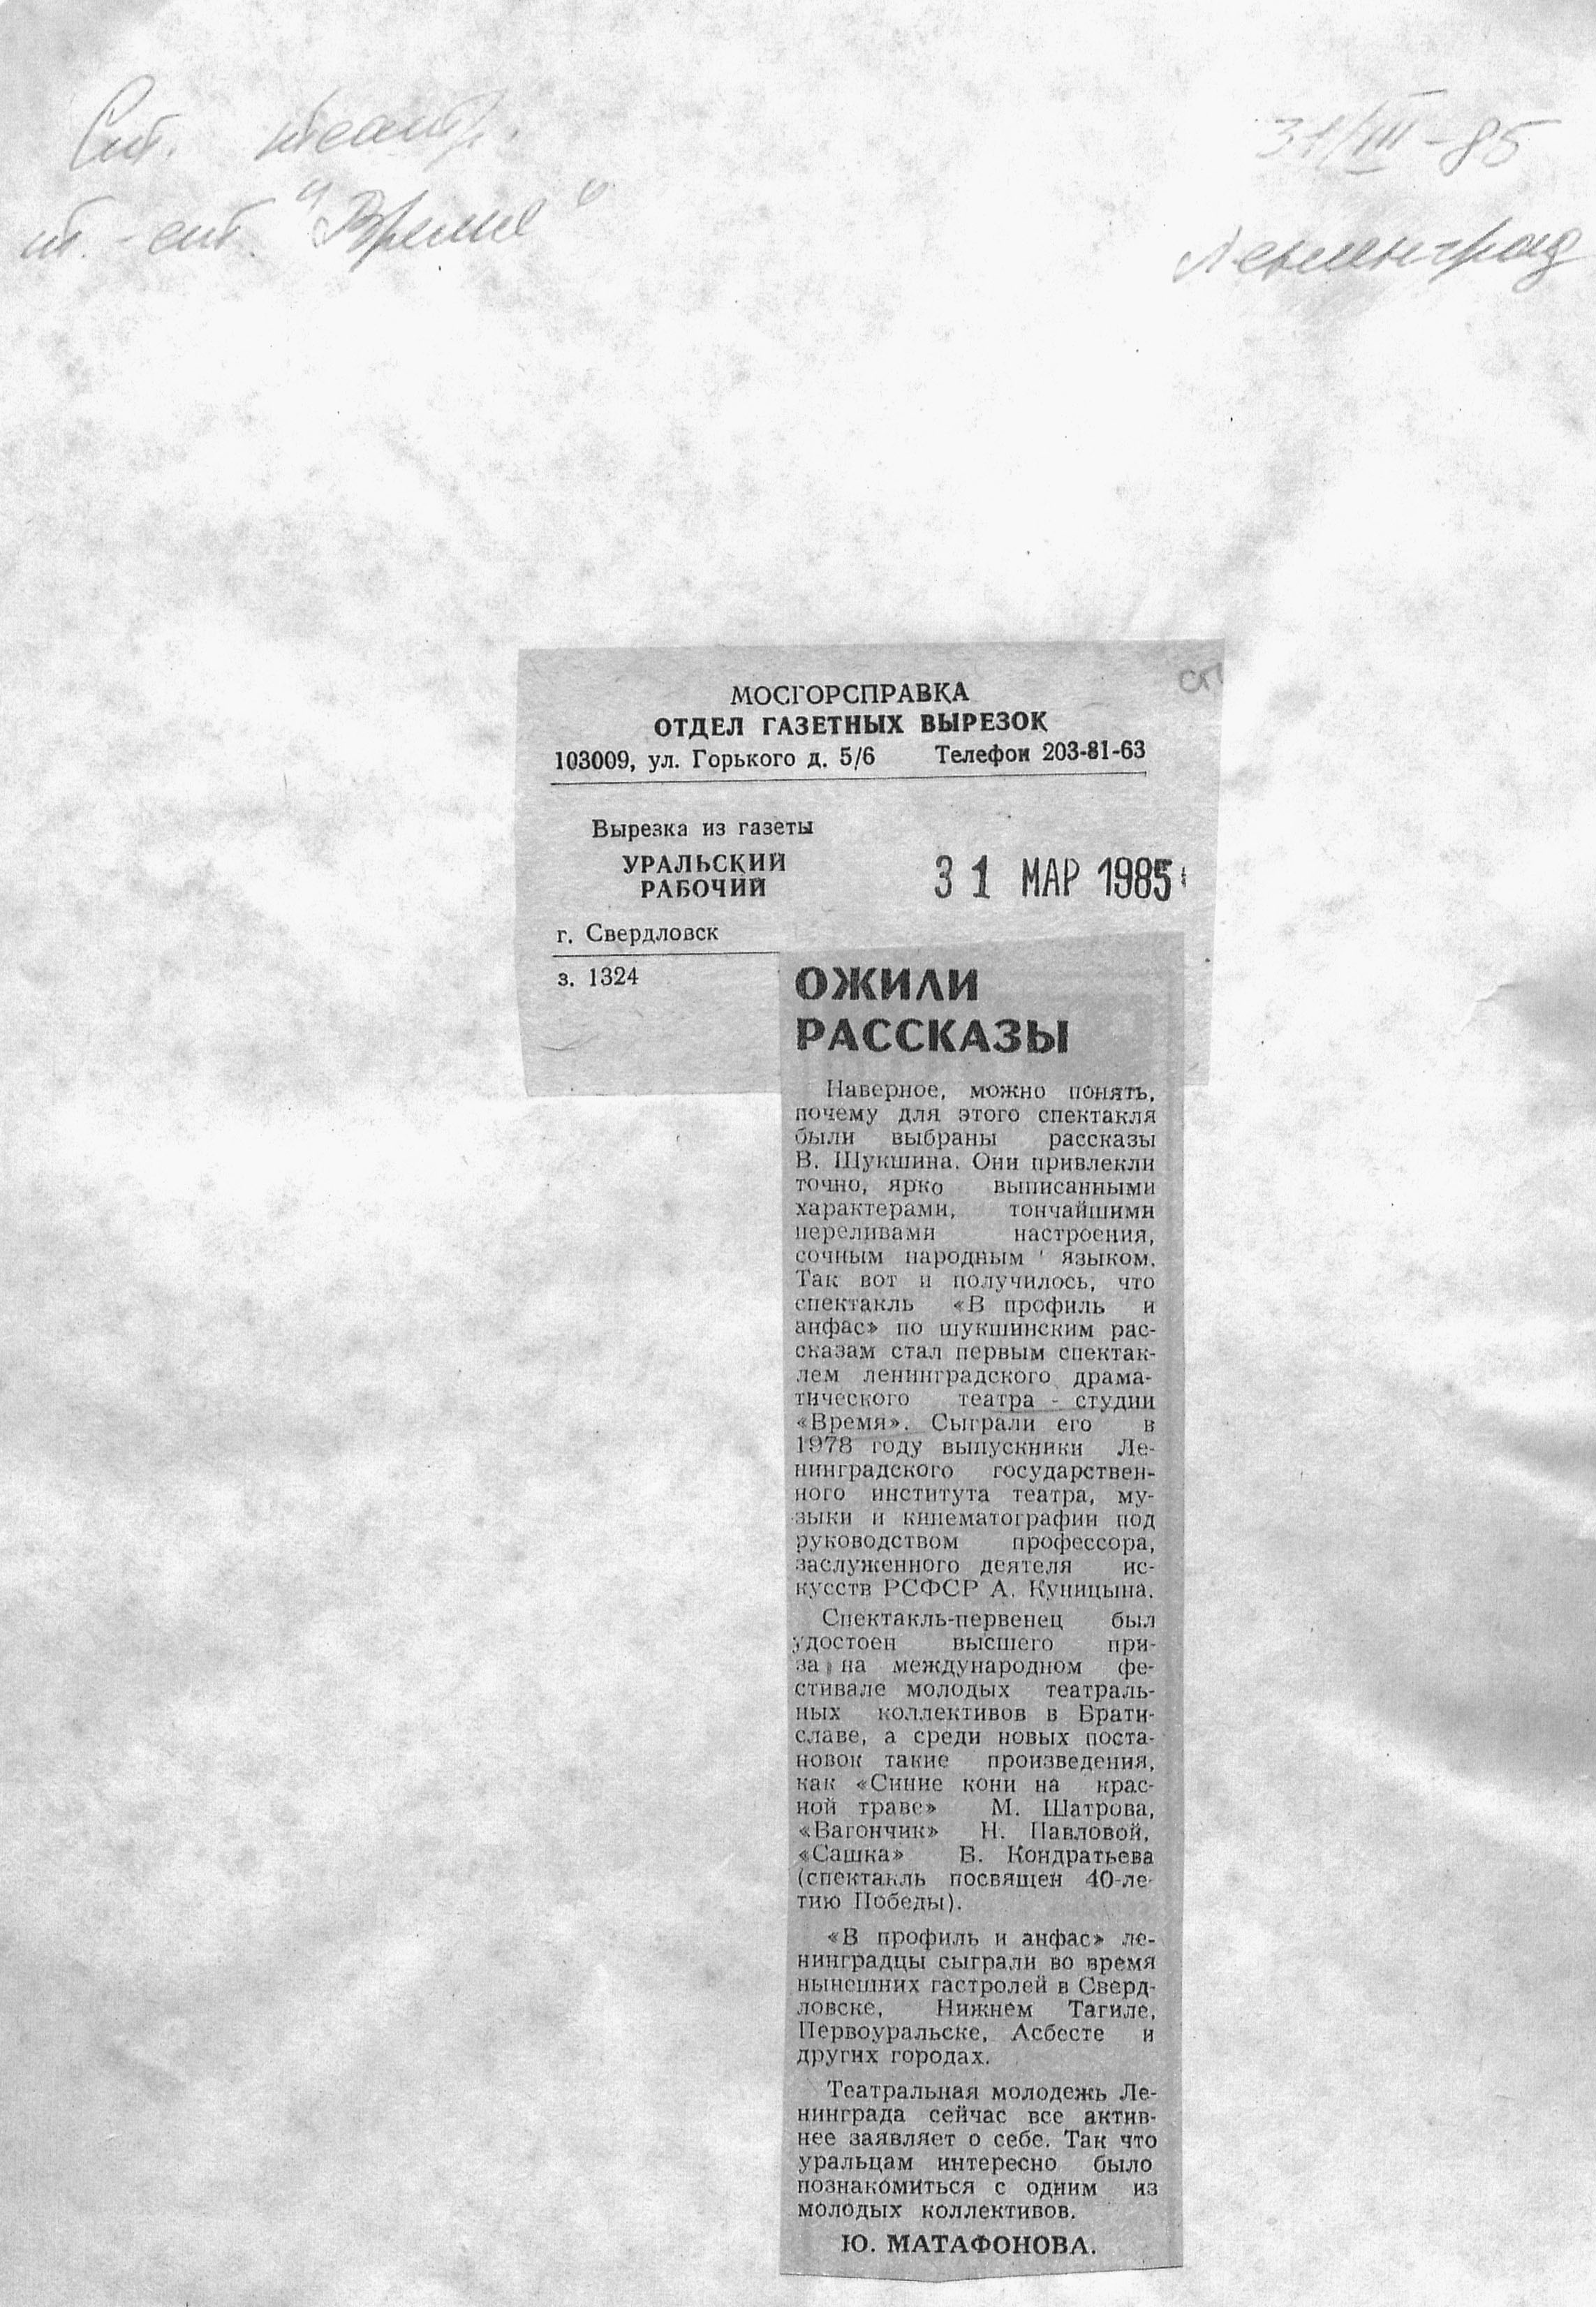 Ст. театр.
т.-ст. "Время"
31/III-85
Ленинград
МОСГОРСПРАВКА
ОТДЕЛ ГАЗЕТНЫХ ВЫРЕЗОК
103009, ул. Горького д. 5/6 Телефон 203-81-63
Вырезка из газеты
УРАЛЬСКИЙ
РАБОЧИЙ
31 МАР 1985
г. Свердловск
з. 1324
ОЖИЛИ
РАССКАЗЫ
Наверное, можно понять,
почему для этого спектакля
были выбраны рассказы
В. Шукшина. Они привлекли
точно, ярко выписанными
характерами, тончайшими
переливами настроения,
сочным народным языком.
Так вот и получилось, что
спектакль «В профиль и
анфас» по шукшинским рас-
сказам стал первым спектак-
лем ленинградского драма-
тического театра - студии
«Время». Сыграли его в
1978 году выпускники Ле-
нинградского государствен-
ного института театра, му-
зыки и кинематографии под
руководством профессора,
заслуженного деятеля ис-
кусств РСФСР А. Куницына.
Спектакль-первенец был
удостоен высшего при-
за на международном фе-
стивале молодых театраль-
ных коллективов в Брати-
славе, а среди новых поста-
новок такие произведения,
как «Синие кони на крас-
ной траве» М. Шатрова,
«Вагончик» Н. Павловой,
«Сашка» В. Кондратьева
(спектакль посвящен 40-ле-
тию Победы).
«В профиль и анфас» ле-
нинградцы сыграли во время
нынешних гастролей в Сверд-
ловске, Нижнем Тагиле,
Первоуральске, Асбесте и
других городах.
Театральная молодежь Ле-
нинграда сейчас все актив-
нее заявляет о себе. Так что
уральцам интересно было
познакомиться с одним из
молодых коллективов.
Ю. МАТАФОНОВА.